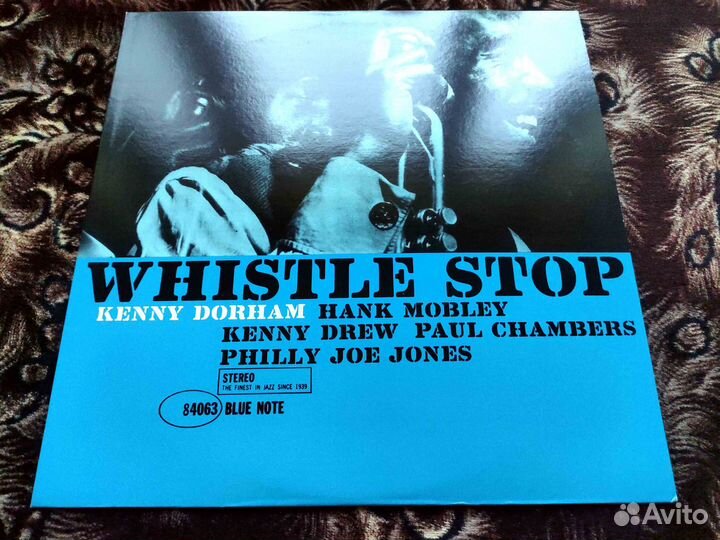 WHISTLE STOP
KENNY DORHAM HANK MOBLEY
KENNY DREW PAUL CHAMBERS
PHILLY JOE JONES
STEREO
THE FINEST IN JAZZ SINCE 1939
84063 BLUE NOTE
Avito